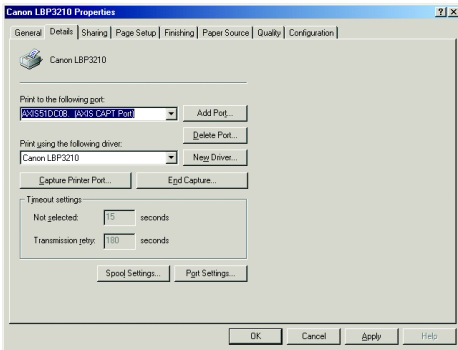 Canon LBP3210 Properties
General Details Sharing Page Setup Finishing Paper Source Quality Configuration
Canon LBP3210
Print to the following port:
AXIS51DC08. (AXIS CAPT Port) Add Port...
Delete Port...
Print using the following driver:
Canon LBP3210 New Driver...
Capture Printer Port... End Capture...
Timeout settings
Not selected: 15 seconds
Transmission retry: 180 seconds
Spool Settings... Port Settings...
OK Cancel Apply Help